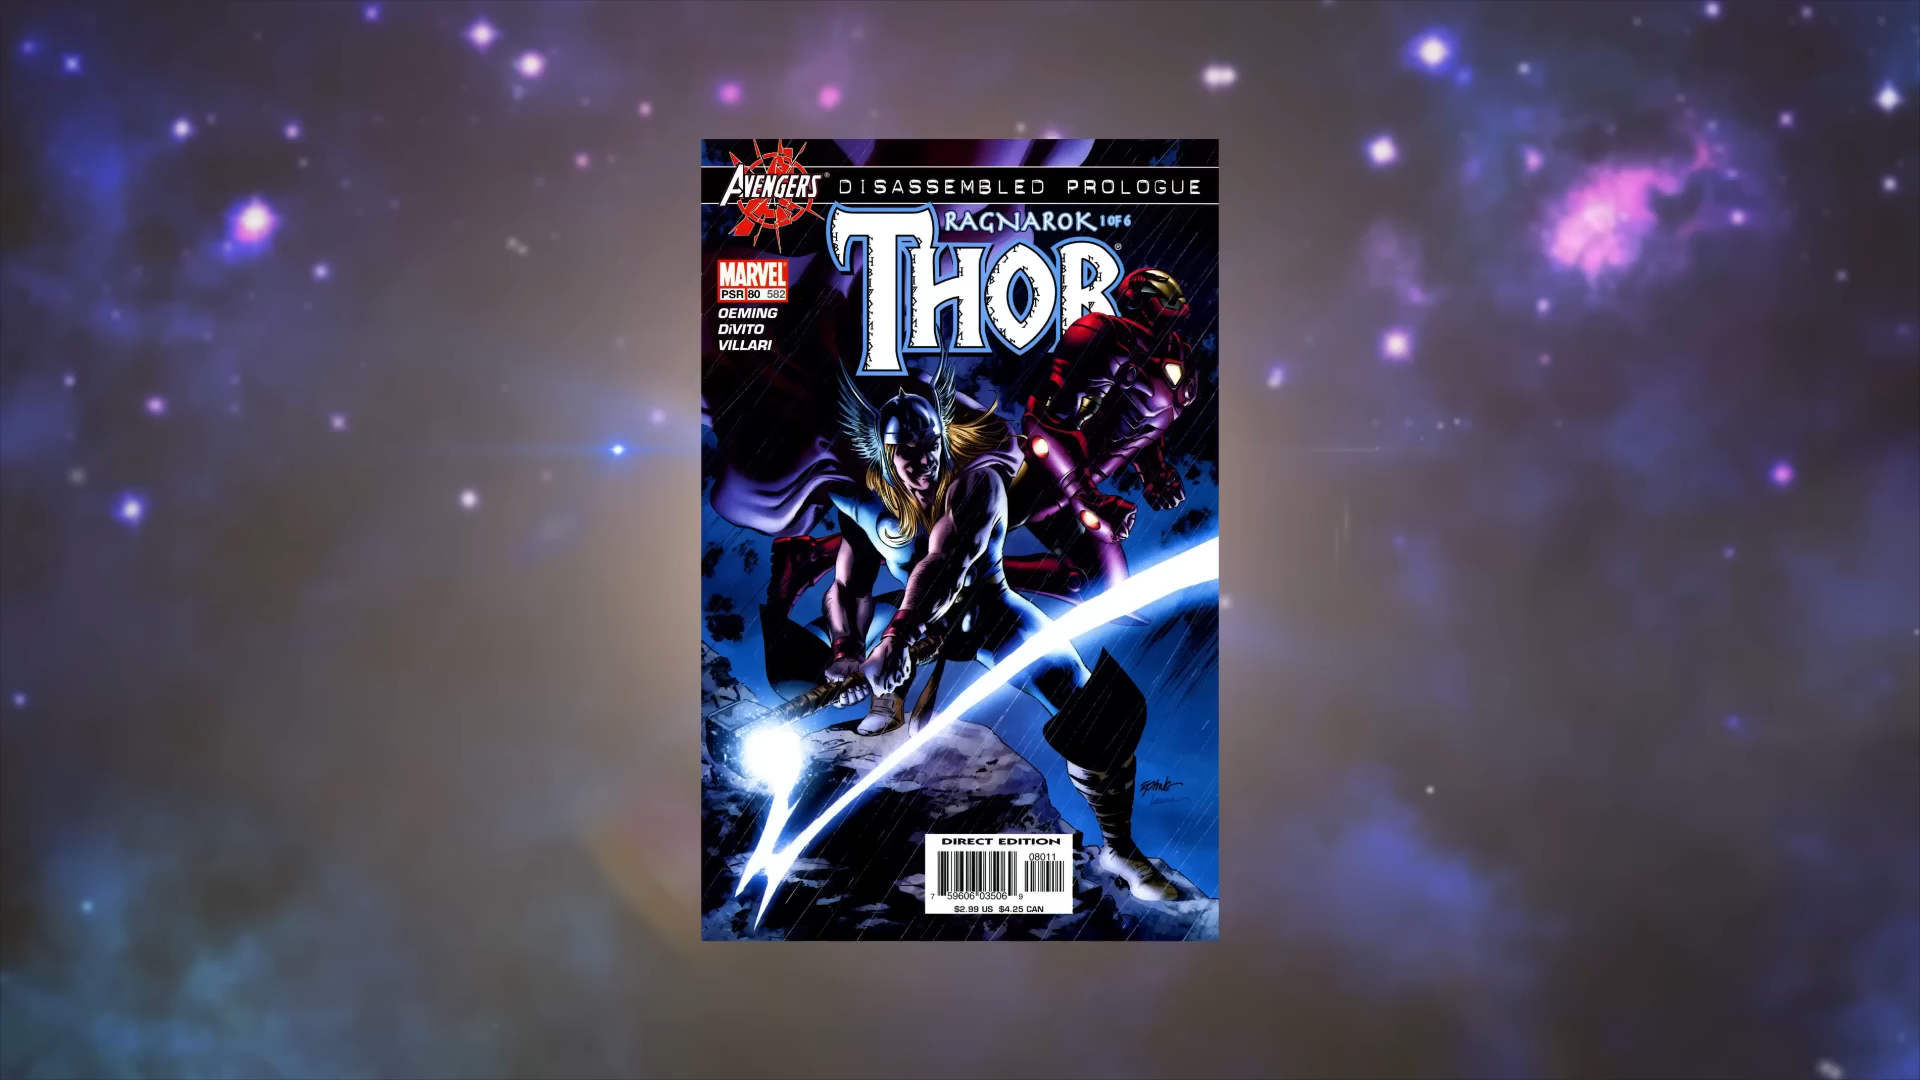 AVENGERS® DISASSEMBLED PROLOGUE
RAGNAROK 1 OF 6
THOR®
MARVEL
PSR 80 582
OEMING
DiVITO
VILLARI
DIRECT EDITION
08011
7 59606 03506 9
$2.99 US $4.25 CAN